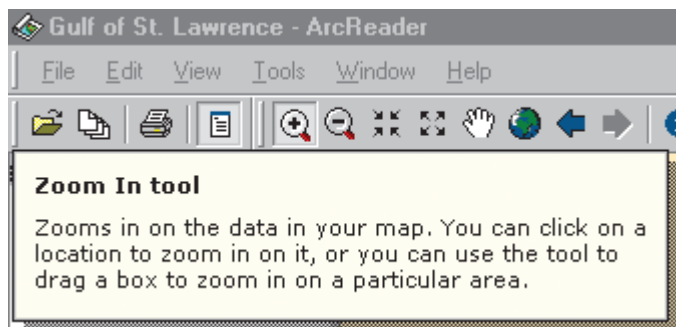 Gulf of St. Lawrence - ArcReader
File Edit View Tools Window Help
Zoom In tool
Zooms in on the data in your map. You can click on a
location to zoom in on it, or you can use the tool to
drag a box to zoom in on a particular area.